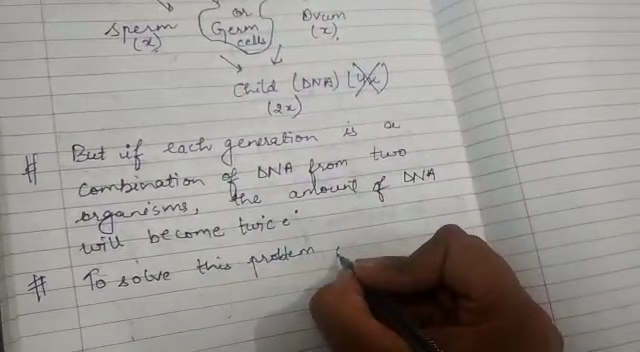 Sperm or Ovum
(x) Germ cells (x)
Child (DNA) (4x)
(2x)
# But if each generation is a
combination of DNA from two
organisms, the amount of DNA
will become twice.
# To solve this problem